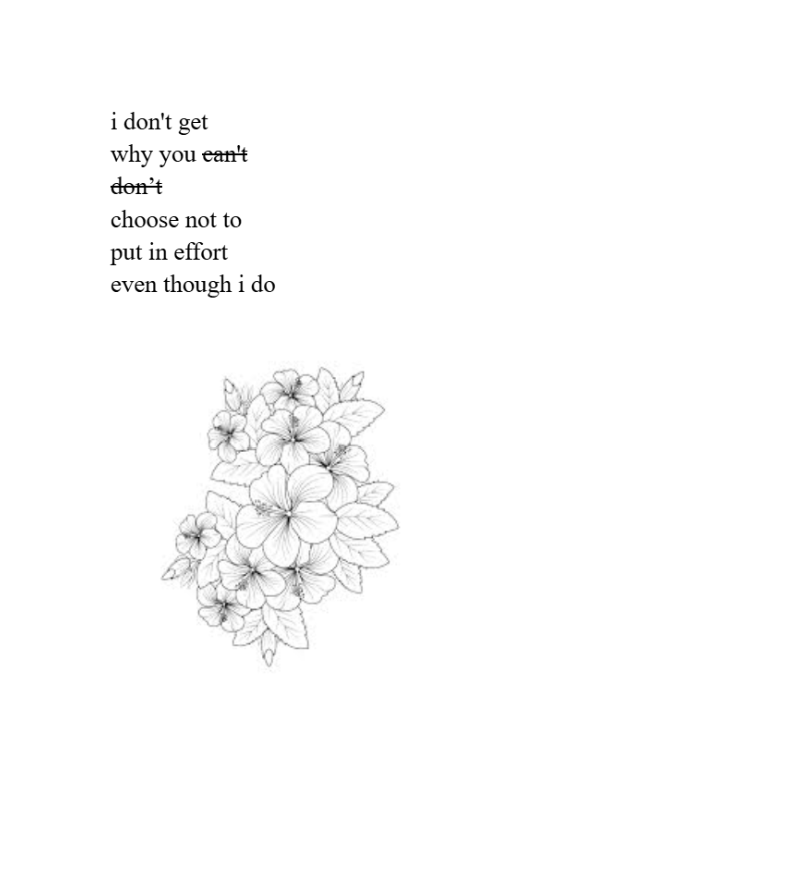 i don't get
why you can't
don’t
choose not to
put in effort
even though i do